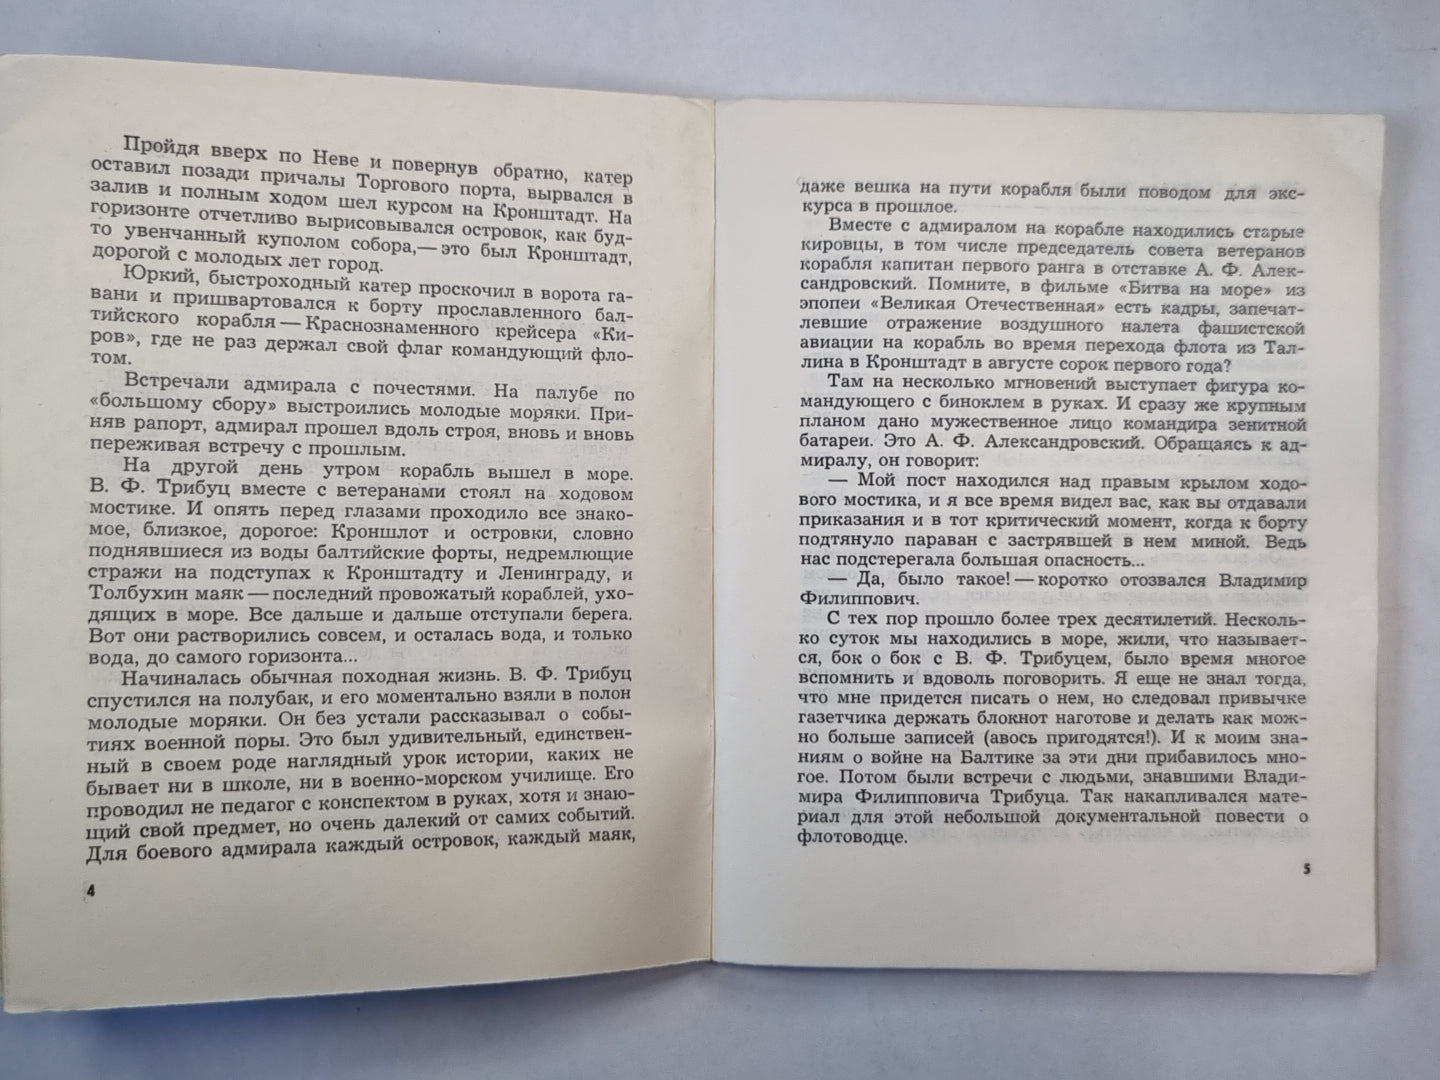 Пройдя вверх по Неве и повернув обратно, катер
оставил позади причалы Торгового порта, вырвался в
залив и полным ходом шел курсом на Кронштадт. На
горизонте отчетливо вырисовывался островок, как буд-
то увенчанный куполом собора,— это был Кронштадт,
дорогой с молодых лет город.
Юркий, быстроходный катер проскочил в ворота га-
вани и пришвартовался к борту прославленного бал-
тийского корабля — Краснознаменного крейсера «Ки-
ров», где не раз держал свой флаг командующий фло-
том.
Встречали адмирала с почестями. На палубе по
«большому сбору» выстроились молодые моряки. При-
няв рапорт, адмирал прошел вдоль строя, вновь и вновь
переживая встречу с прошлым.
На другой день утром корабль вышел в море.
В. Ф. Трибуц вместе с ветеранами стоял на ходовом
мостике. И опять перед глазами проходило все знако-
мое, близкое, дорогое: Кроншлот и островки, словно
поднявшиеся из воды балтийские форты, недремлющие
стражи на подступах к Кронштадту и Ленинграду, и
Толбухин маяк — последний провожатый кораблей, ухо-
дящих в море. Все дальше и дальше отступали берега.
Вот они растворились совсем, и осталась вода, и только
вода, до самого горизонта...
Начиналась обычная походная жизнь. В. Ф. Трибуц
спустился на полубак, и его моментально взяли в полон
молодые моряки. Он без устали рассказывал о собы-
тиях военной поры. Это был удивительный, единствен-
ный в своем роде наглядный урок истории, каких не
бывает ни в школе, ни в военно-морском училище. Его
проводил не педагог с конспектом в руках, хотя и знаю-
щий свой предмет, но очень далекий от самих событий.
Для боевого адмирала каждый островок, каждый маяк,
4
даже вешка на пути корабля были поводом для экс-
курса в прошлое.
Вместе с адмиралом на корабле находились старые
кировцы, в том числе председатель совета ветеранов
корабля капитан первого ранга в отставке А. Ф. Алек-
сандровский. Помните, в фильме «Битва на море» из
эпопеи «Великая Отечественная» есть кадры, запечат-
левшие отражение воздушного налета фашистской
авиации на корабль во время перехода флота из Тал-
лина в Кронштадт в августе сорок первого года?
Там на несколько мгновений выступает фигура ко-
мандующего с биноклем в руках. И сразу же крупным
планом дано мужественное лицо командира зенитной
батареи. Это А. Ф. Александровский. Обращаясь к ад-
миралу, он говорит:
— Мой пост находился над правым крылом ходо-
вого мостика, и я все время видел вас, как вы отдавали
приказания и в тот критический момент, когда к борту
подтянуло параван с застрявшей в нем миной. Ведь
нас подстерегала большая опасность...
— Да, было такое! — коротко отозвался Владимир
Филиппович.
С тех пор прошло более трех десятилетий. Несколь-
ко суток мы находились в море, жили, что называет-
ся, бок о бок с В. Ф. Трибуцем, было время многое
вспомнить и вдоволь поговорить. Я еще не знал тогда,
что мне придется писать о нем, но следовал привычке
газетчика держать блокнот наготове и делать как мож-
но больше записей (авось пригодятся!). И к моим зна-
ниям о войне на Балтике за эти дни прибавилось мно-
гое. Потом были встречи с людьми, знавшими Влади-
мира Филипповича Трибуца. Так накапливался мате-
риал для этой небольшой документальной повести о
флотоводце.
5